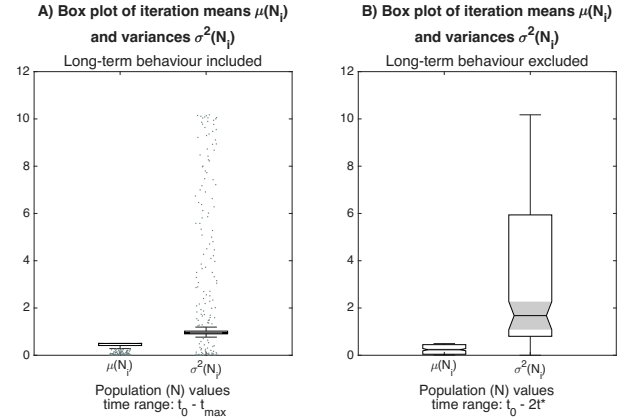 A) Box plot of iteration means μ(N_i)
and variances σ²(N_i)
Long-term behaviour included
12
10
8
6
4
2
0
μ(N_i)
σ²(N_i)
Population (N) values
time range: t_0 - t_max
B) Box plot of iteration means μ(N_i)
and variances σ²(N_i)
Long-term behaviour excluded
12
10
8
6
4
2
0
μ(N_i)
σ²(N_i)
Population (N) values
time range: t_0 - 2t*